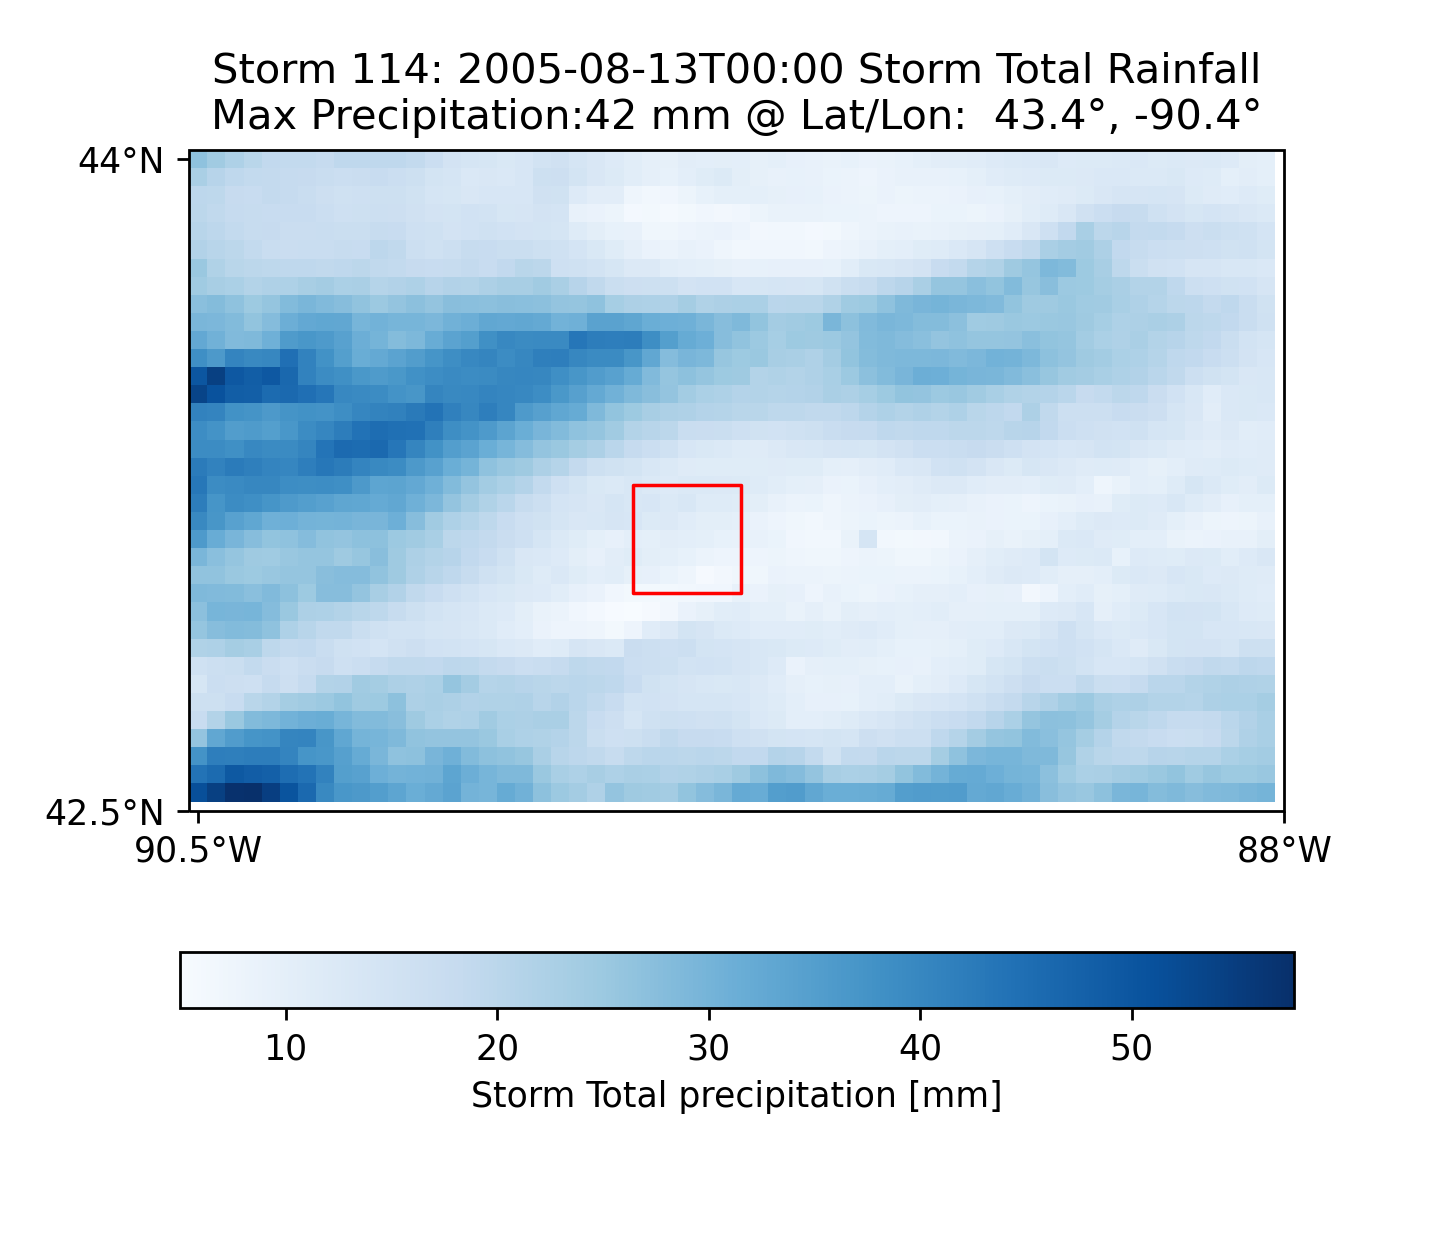 Storm 114: 2005-08-13T00:00 Storm Total Rainfall
Max Precipitation:42 mm @ Lat/Lon:  43.4°, -90.4°
44°N
42.5°N
90.5°W 88°W
10 20 30 40 50
Storm Total precipitation [mm]